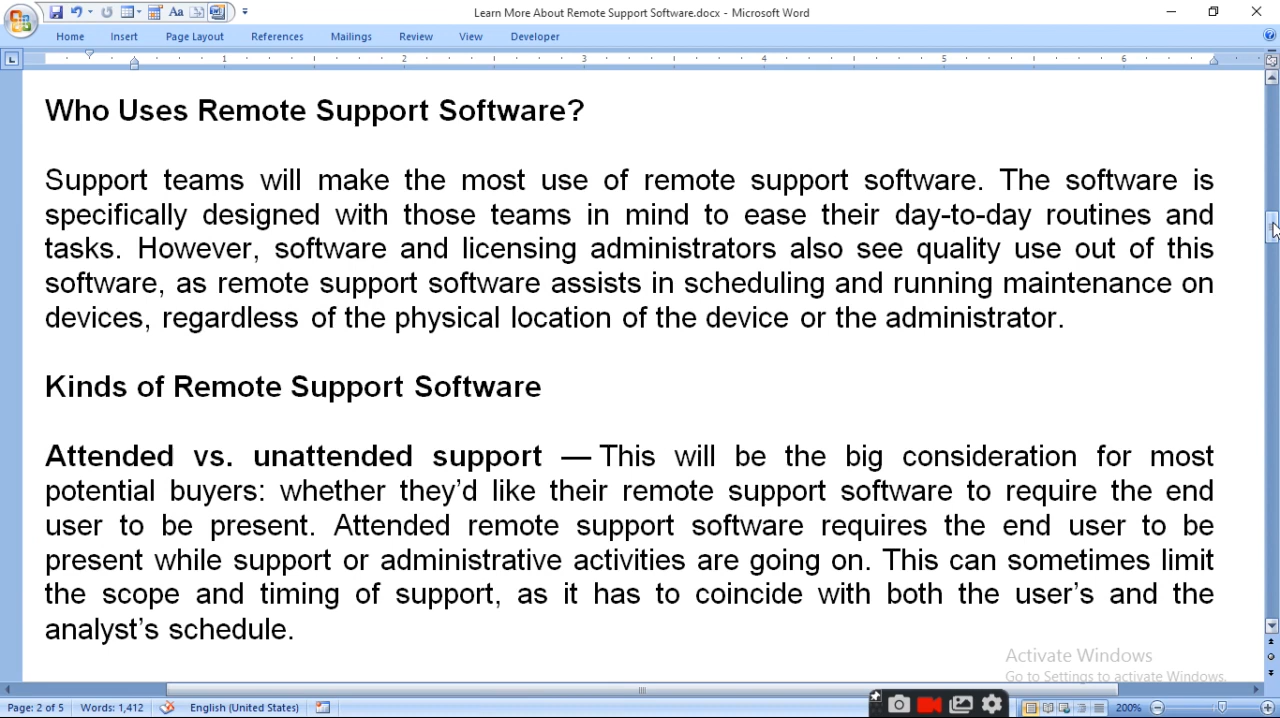 Learn More About Remote Support Software.docx - Microsoft Word
Home Insert Page Layout References Mailings Review View Developer
1 2 3 4 5 6
Who Uses Remote Support Software?
Support teams will make the most use of remote support software. The software is
specifically designed with those teams in mind to ease their day-to-day routines and
tasks. However, software and licensing administrators also see quality use out of this
software, as remote support software assists in scheduling and running maintenance on
devices, regardless of the physical location of the device or the administrator.
Kinds of Remote Support Software
Attended vs. unattended support — This will be the big consideration for most
potential buyers: whether they’d like their remote support software to require the end
user to be present. Attended remote support software requires the end user to be
present while support or administrative activities are going on. This can sometimes limit
the scope and timing of support, as it has to coincide with both the user’s and the
analyst’s schedule.
Activate Windows
Go to Settings to activate Windows.
Page: 2 of 5 Words: 1,412 English (United States) 200%